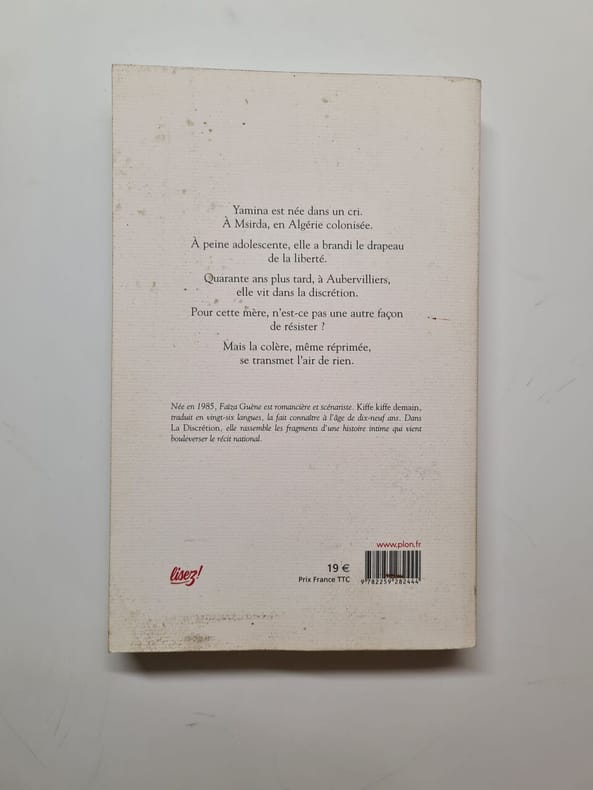 Yamina est née dans un cri.
À Msirda, en Algérie colonisée.
À peine adolescente, elle a brandi le drapeau
de la liberté.
Quarante ans plus tard, à Aubervilliers,
elle vit dans la discrétion.
Pour cette mère, n'est-ce pas une autre façon
de résister ?
Mais la colère, même réprimée,
se transmet l'air de rien.
Née en 1985, Faïza Guène est romancière et scénariste. Kiffe kiffe demain,
traduit en vingt-six langues, la fait connaître à l'âge de dix-neuf ans. Dans
La Discrétion, elle rassemble les fragments d'une histoire intime qui vient
bouleverser le récit national.
www.plon.fr
lisez!
19 €
Prix France TTC
9 782259 282444